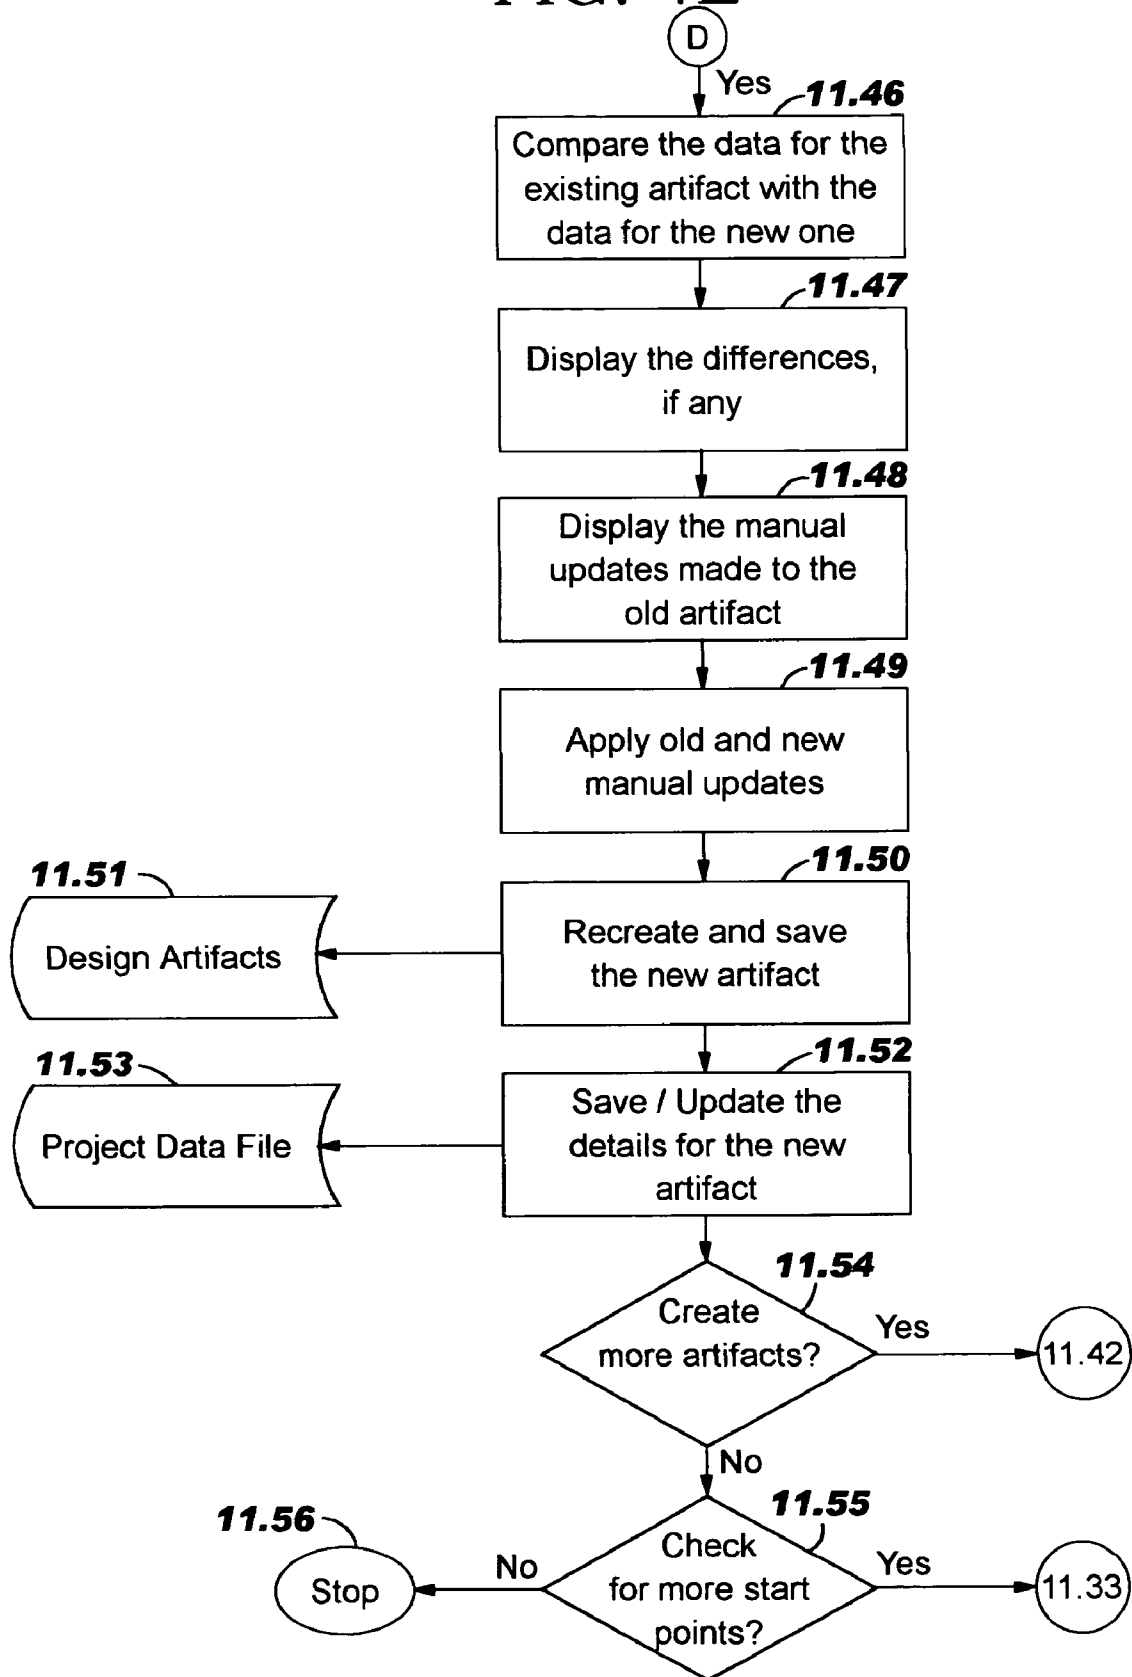 FIG. 42
D
Yes
11.46
Compare the data for the
existing artifact with the
data for the new one
11.47
Display the differences,
if any
11.48
Display the manual
updates made to the
old artifact
11.49
Apply old and new
manual updates
11.50
Recreate and save
the new artifact
11.51
Design Artifacts
11.52
Save / Update the
details for the new
artifact
11.53
Project Data File
11.54
Create
more artifacts?
Yes
11.42
No
11.55
Check
for more start
points?
Yes
11.33
No
11.56
Stop